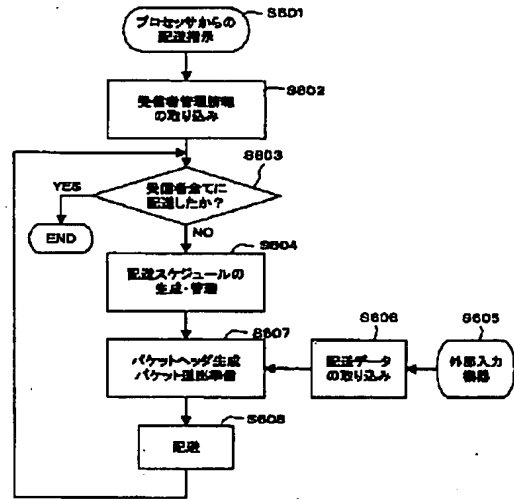 S601
プロセッサからの
配送指示
S602
受信者管理情報
の取り込み
S603
YES
受信者全てに
配送したか？
END
NO
S604
配送スケジュールの
生成・管理
S607
S606
S605
パケットヘッダ生成
パケット送出準備
配送データ
の取り込み
外部入力
機器
S608
配送